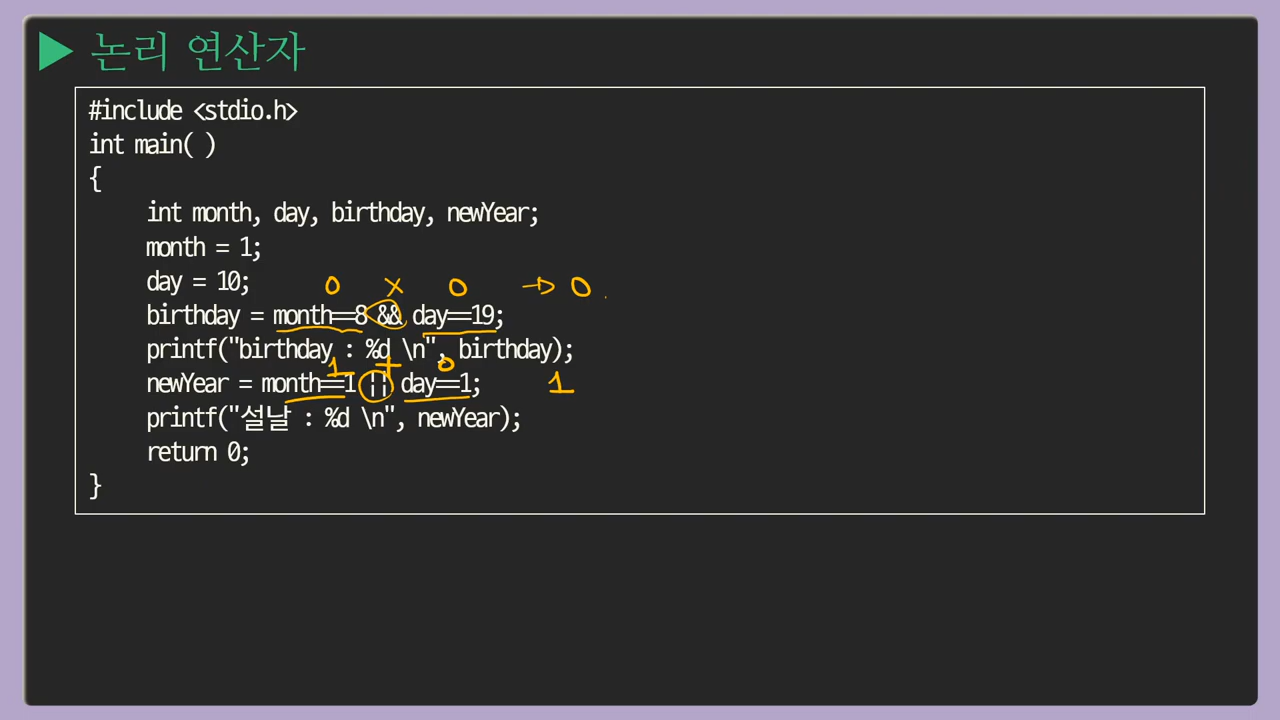 ▶ 논리 연산자
#include <stdio.h>
int main( )
{
int month, day, birthday, newYear;
month = 1;
day = 10;
0 × 0 → 0
birthday = month==8 && day==19;
printf("birthday : %d \n", birthday);
1 + 0
newYear = month==1 || day==1; 1
printf("설날 : %d \n", newYear);
return 0;
}